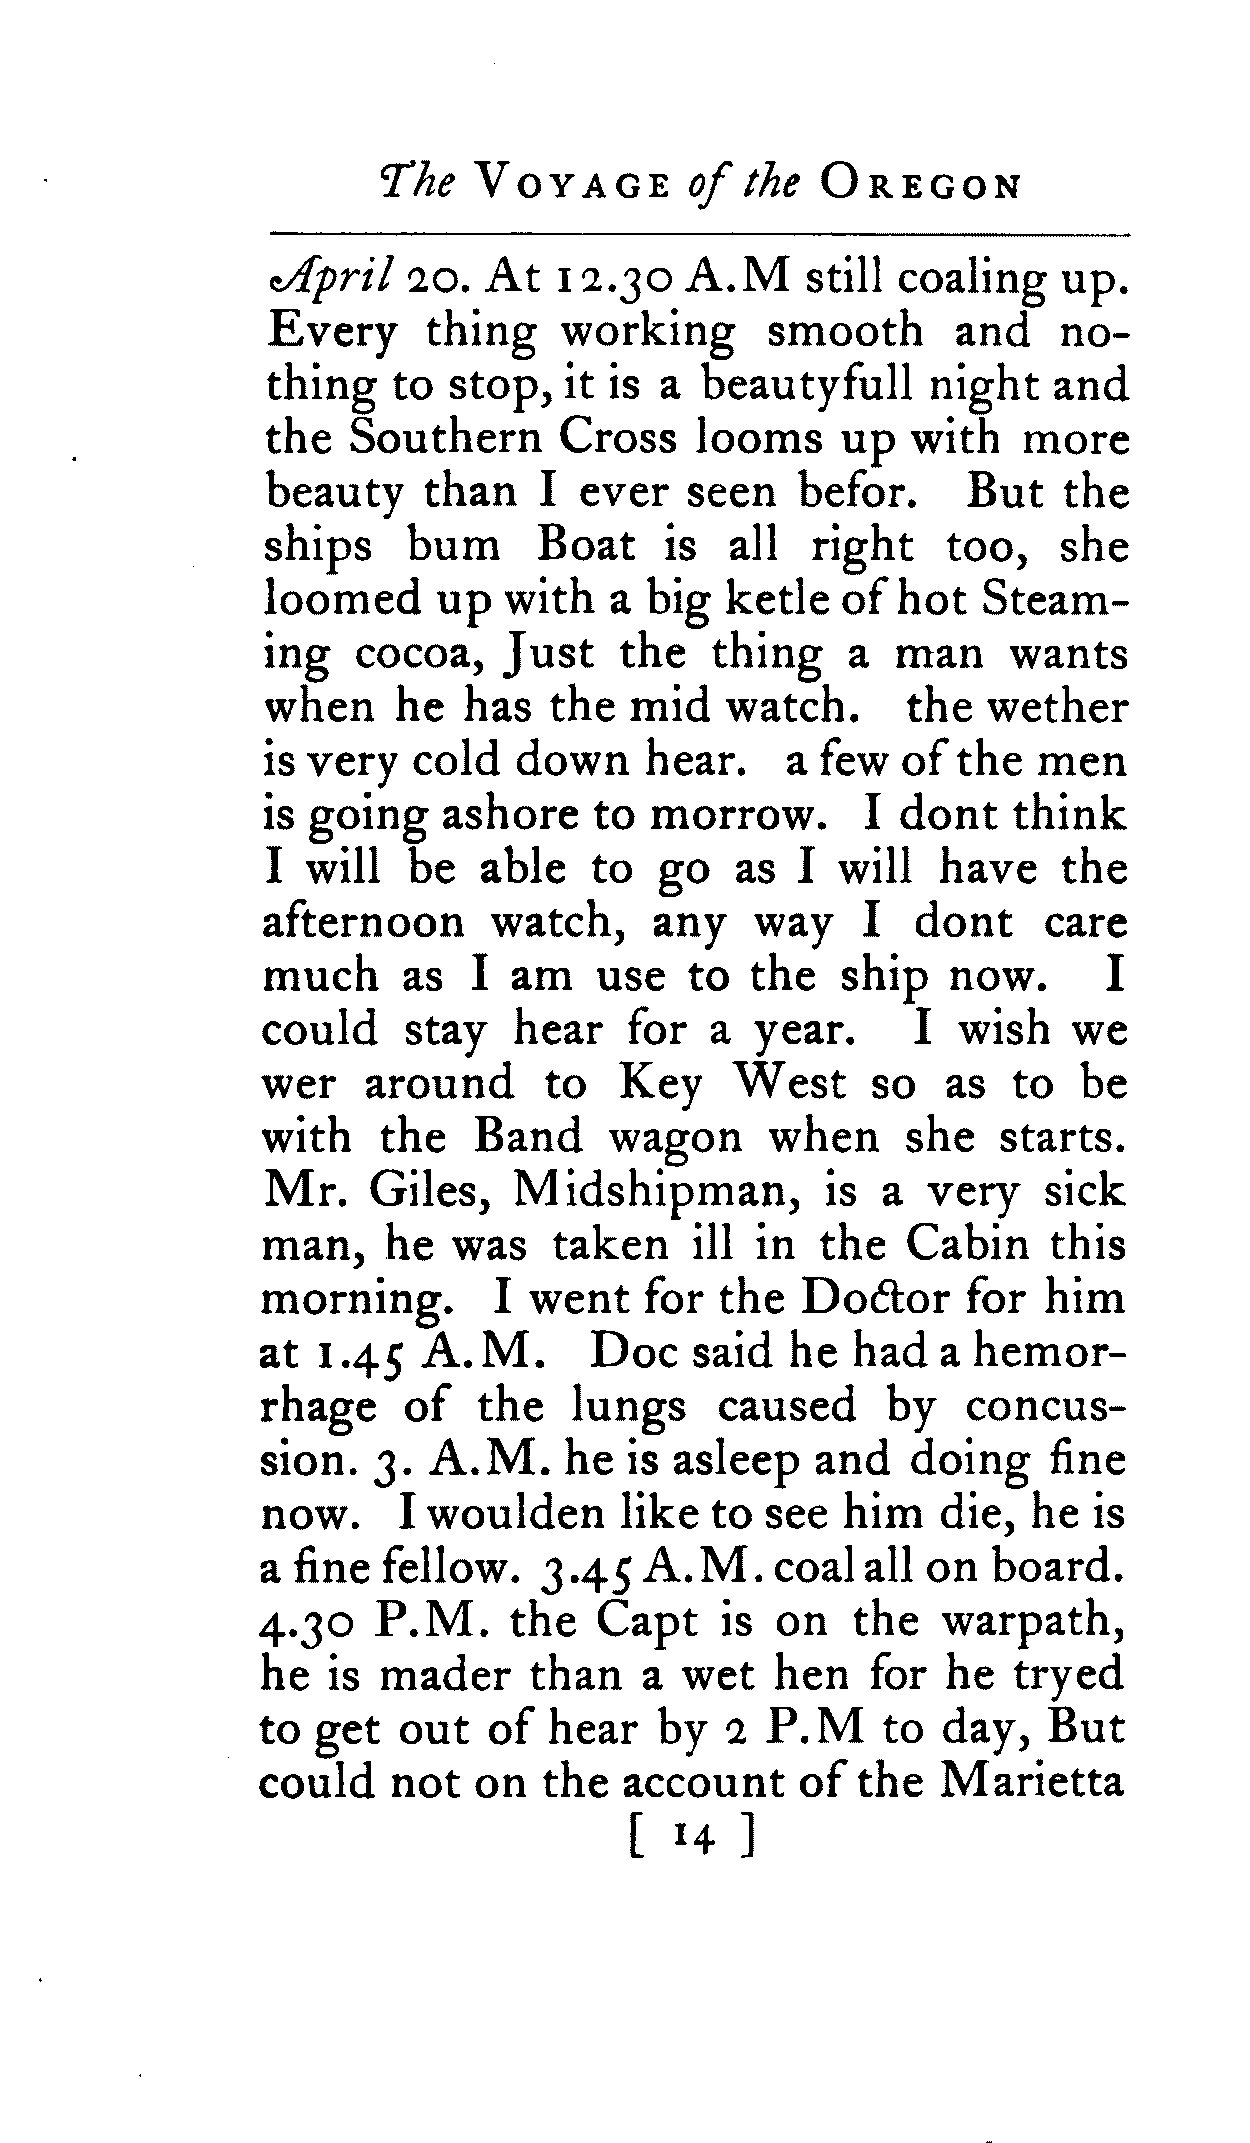 The VOYAGE of the OREGON
April 20. At 12.30 A.M still coaling up.
Every thing working smooth and no-
thing to stop, it is a beautyfull night and
the Southern Cross looms up with more
beauty than I ever seen befor. But the
ships bum Boat is all right too, she
loomed up with a big ketle of hot Steam-
ing cocoa, Just the thing a man wants
when he has the mid watch. the wether
is very cold down hear. a few of the men
is going ashore to morrow. I dont think
I will be able to go as I will have the
afternoon watch, any way I dont care
much as I am use to the ship now. I
could stay hear for a year. I wish we
wer around to Key West so as to be
with the Band wagon when she starts.
Mr. Giles, Midshipman, is a very sick
man, he was taken ill in the Cabin this
morning. I went for the Doctor for him
at 1.45 A.M. Doc said he had a hemor-
rhage of the lungs caused by concus-
sion. 3. A.M. he is asleep and doing fine
now. I woulden like to see him die, he is
a fine fellow. 3.45 A.M. coal all on board.
4.30 P.M. the Capt is on the warpath,
he is mader than a wet hen for he tryed
to get out of hear by 2 P.M to day, But
could not on the account of the Marietta
[ 14 ]